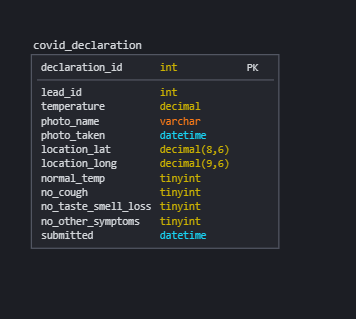 covid_declaration
declaration_id int PK
lead_id int
temperature decimal
photo_name varchar
photo_taken datetime
location_lat decimal(8,6)
location_long decimal(9,6)
normal_temp tinyint
no_cough tinyint
no_taste_smell_loss tinyint
no_other_symptoms tinyint
submitted datetime